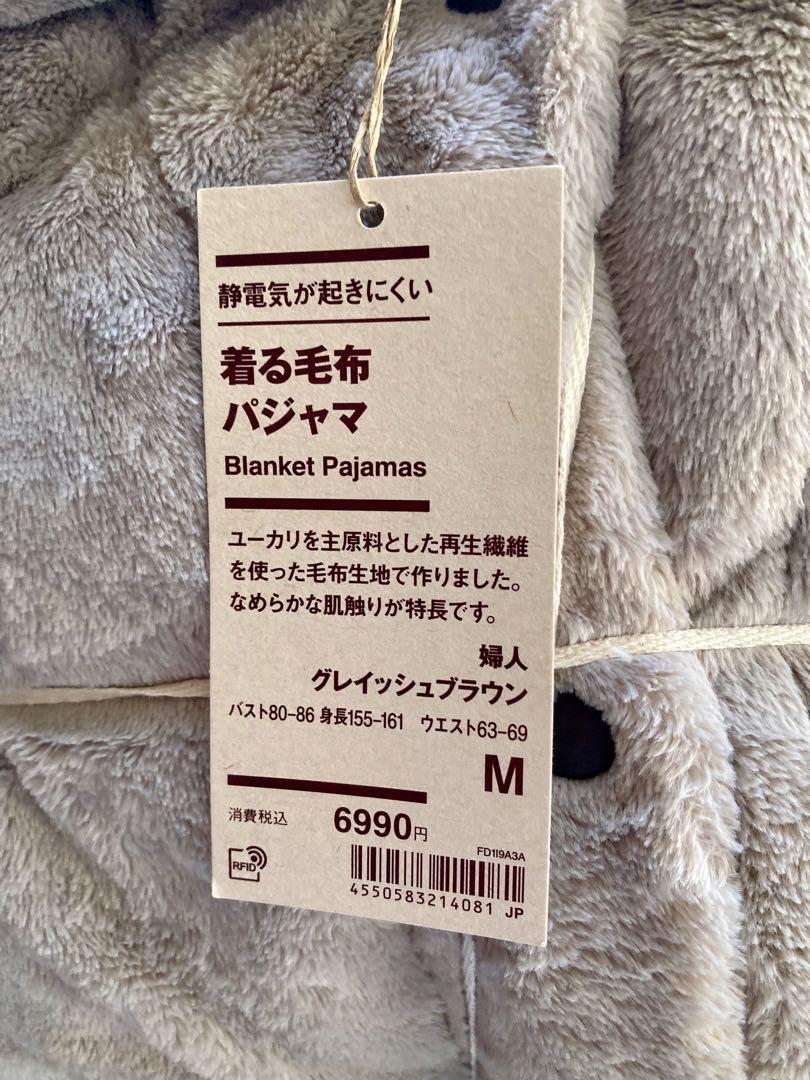 静電気が起きにくい
着る毛布
パジャマ
Blanket Pajamas
ユーカリを主原料とした再生繊維
を使った毛布生地で作りました。
なめらかな肌触りが特長です。
婦人
グレイッシュブラウン
バスト80-86 身長155-161 ウエスト63-69
M
消費税込 6990円
FD1I9A3A
RFID
4550583214081 JP